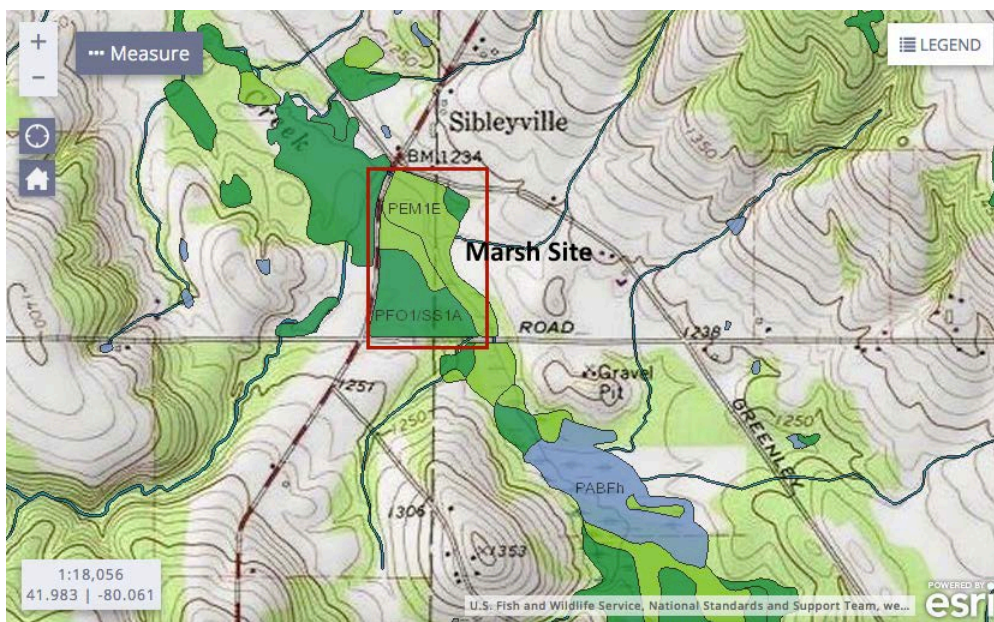 +
−
••• Measure
LEGEND
1250
Creek
Sibleyville
BM 1234
1350
PEM1E
Marsh Site
1400
PFO1/SS1A
ROAD
1238
1251
Gravel
Pit
1250
GREENLEY
1250
PABFh
1306
×1353
1:18,056
41.983 | -80.061
U.S. Fish and Wildlife Service, National Standards and Support Team, we...
POWERED BY
esri